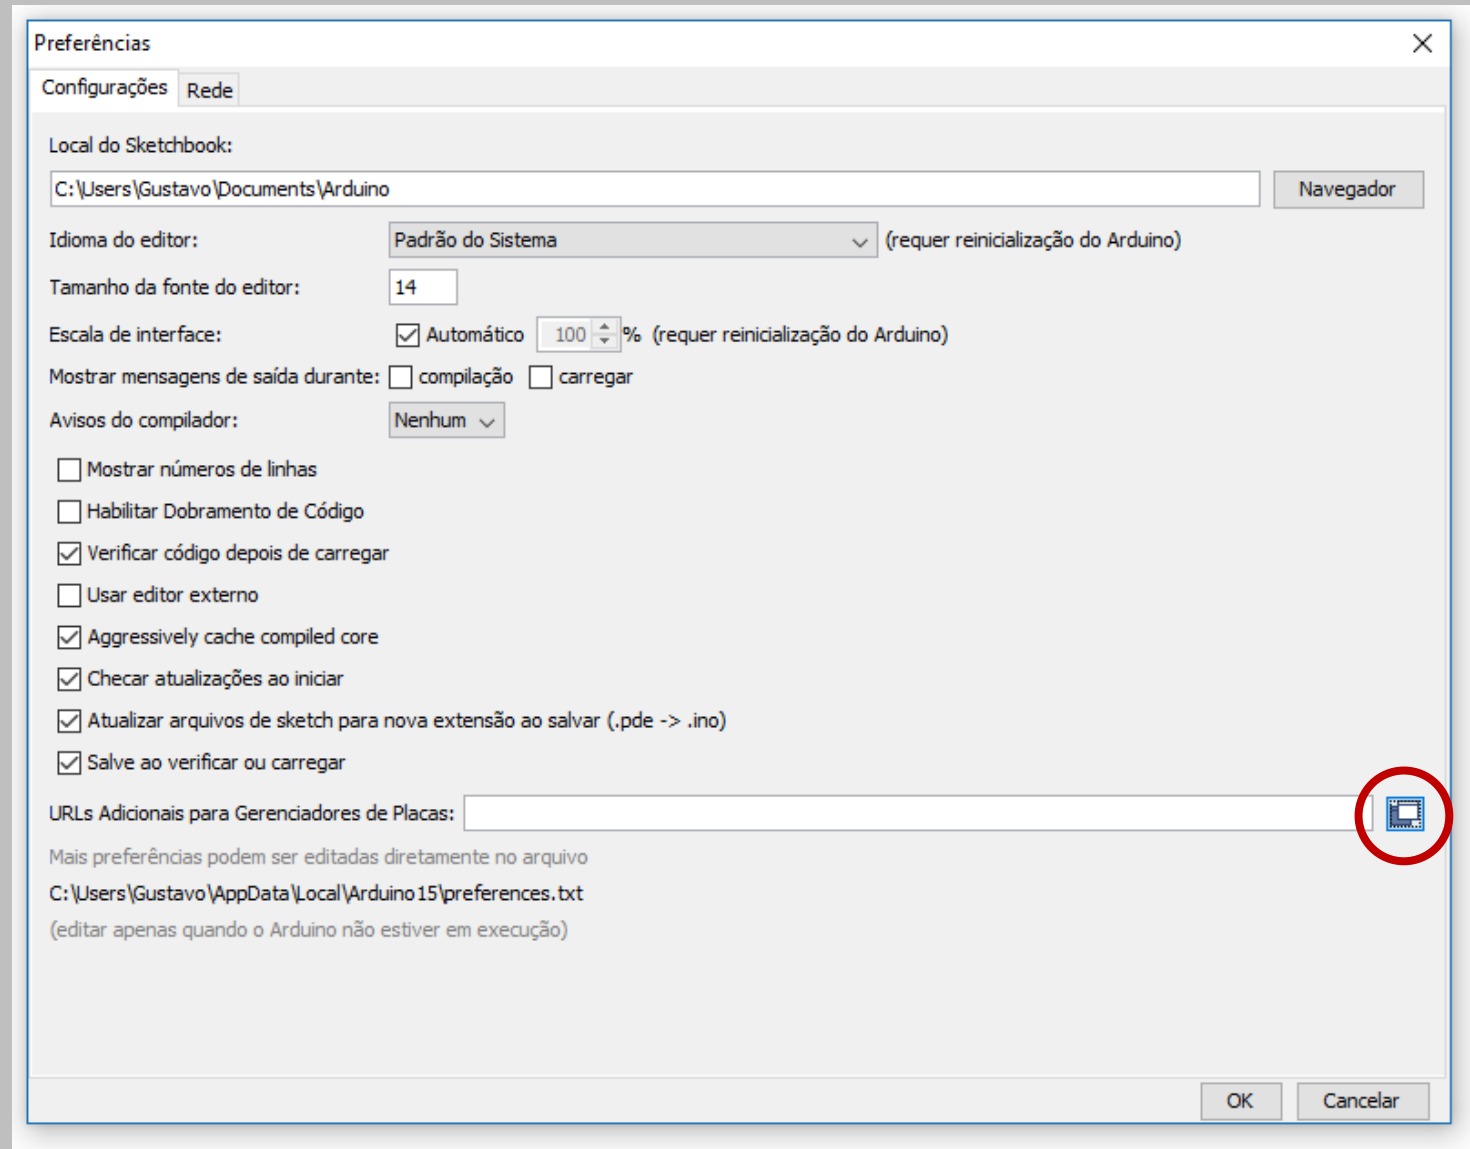 Preferências
Configurações Rede
Local do Sketchbook:
C:\Users\Gustavo\Documents\Arduino Navegador
Idioma do editor: Padrão do Sistema (requer reinicialização do Arduino)
Tamanho da fonte do editor: 14
Escala de interface: Automático 100 % (requer reinicialização do Arduino)
Mostrar mensagens de saída durante: compilação carregar
Avisos do compilador: Nenhum
Mostrar números de linhas
Habilitar Dobramento de Código
Verificar código depois de carregar
Usar editor externo
Aggressively cache compiled core
Checar atualizações ao iniciar
Atualizar arquivos de sketch para nova extensão ao salvar (.pde -> .ino)
Salve ao verificar ou carregar
URLs Adicionais para Gerenciadores de Placas:
Mais preferências podem ser editadas diretamente no arquivo
C:\Users\Gustavo\AppData\Local\Arduino15\preferences.txt
(editar apenas quando o Arduino não estiver em execução)
OK Cancelar